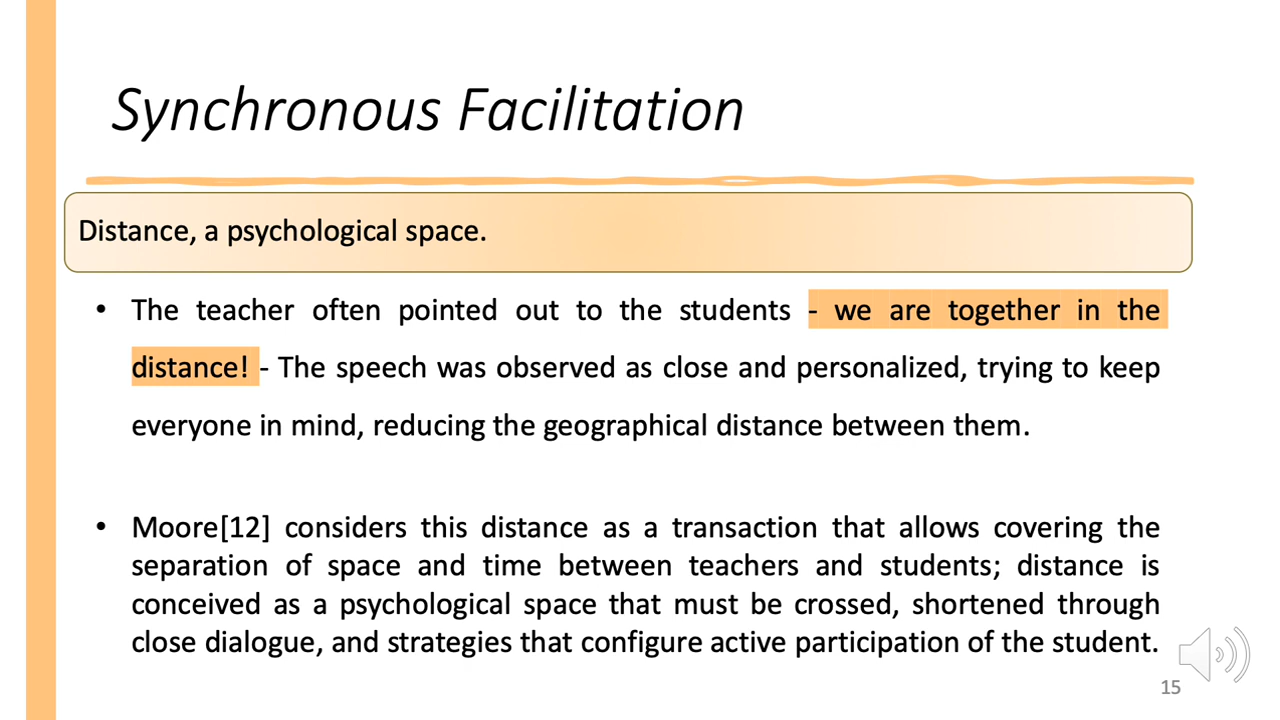 Synchronous Facilitation
Distance, a psychological space.
• The teacher often pointed out to the students - we are together in the
distance! - The speech was observed as close and personalized, trying to keep
everyone in mind, reducing the geographical distance between them.
• Moore[12] considers this distance as a transaction that allows covering the
separation of space and time between teachers and students; distance is
conceived as a psychological space that must be crossed, shortened through
close dialogue, and strategies that configure active participation of the student.
15